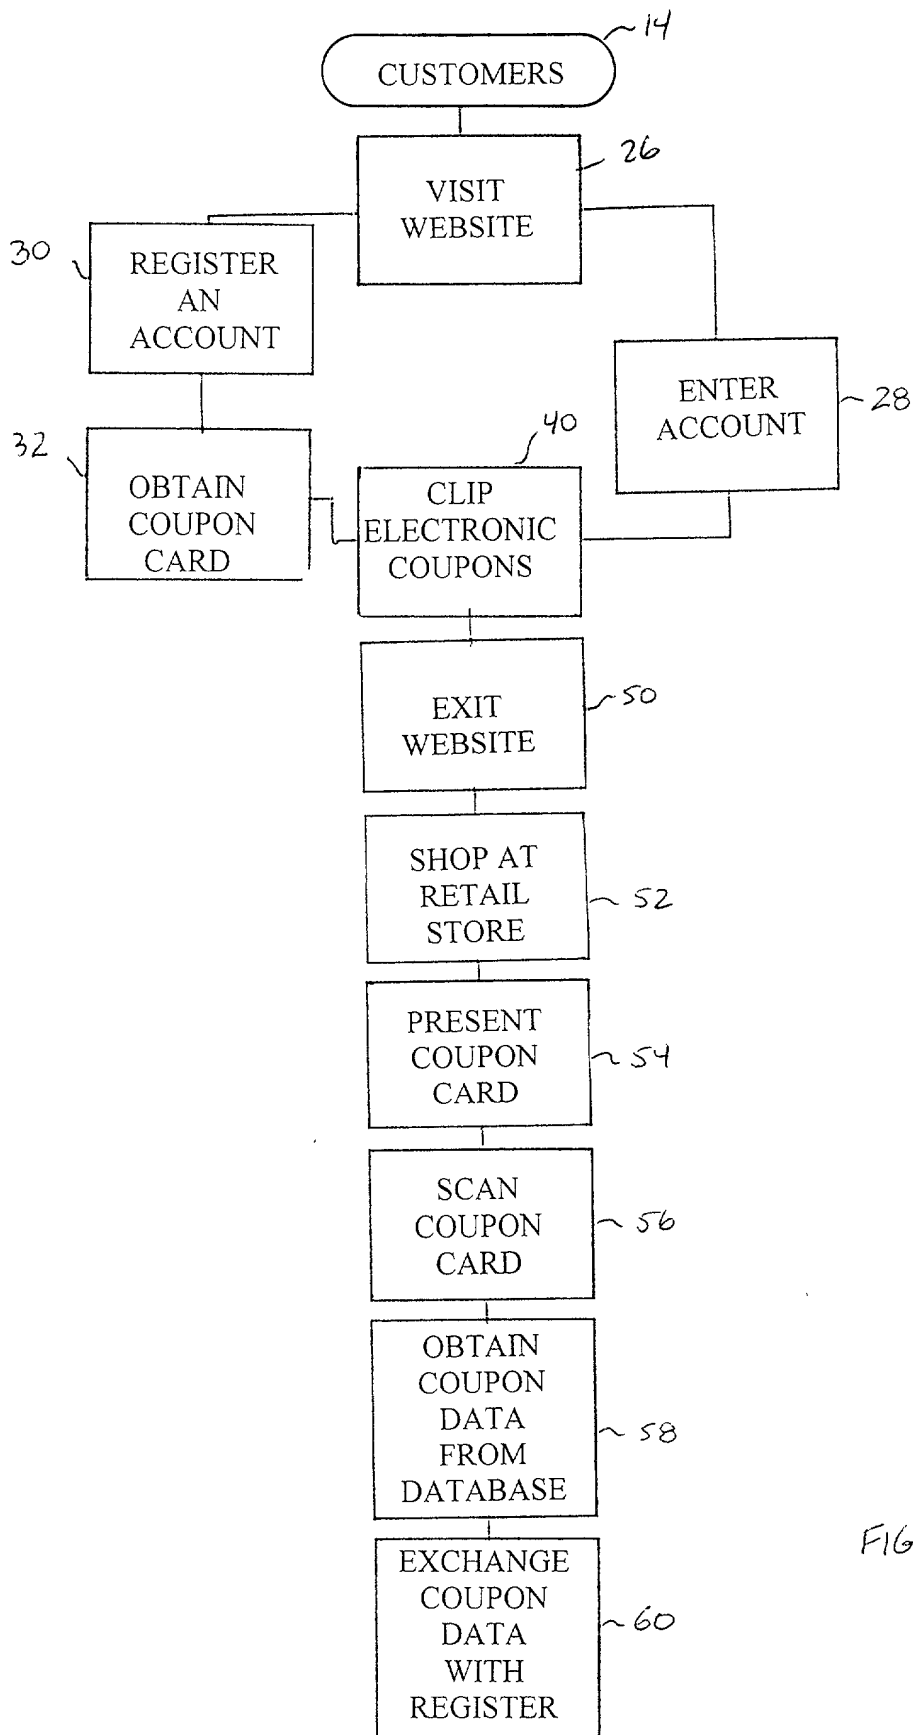 14
CUSTOMERS
26
VISIT
WEBSITE
30
REGISTER
AN
ACCOUNT
ENTER
ACCOUNT
28
32
OBTAIN
COUPON
CARD
40
CLIP
ELECTRONIC
COUPONS
EXIT
WEBSITE
50
SHOP AT
RETAIL
STORE
52
PRESENT
COUPON
CARD
54
SCAN
COUPON
CARD
56
OBTAIN
COUPON
DATA
FROM
DATABASE
58
EXCHANGE
COUPON
DATA
WITH
REGISTER
60
FIG